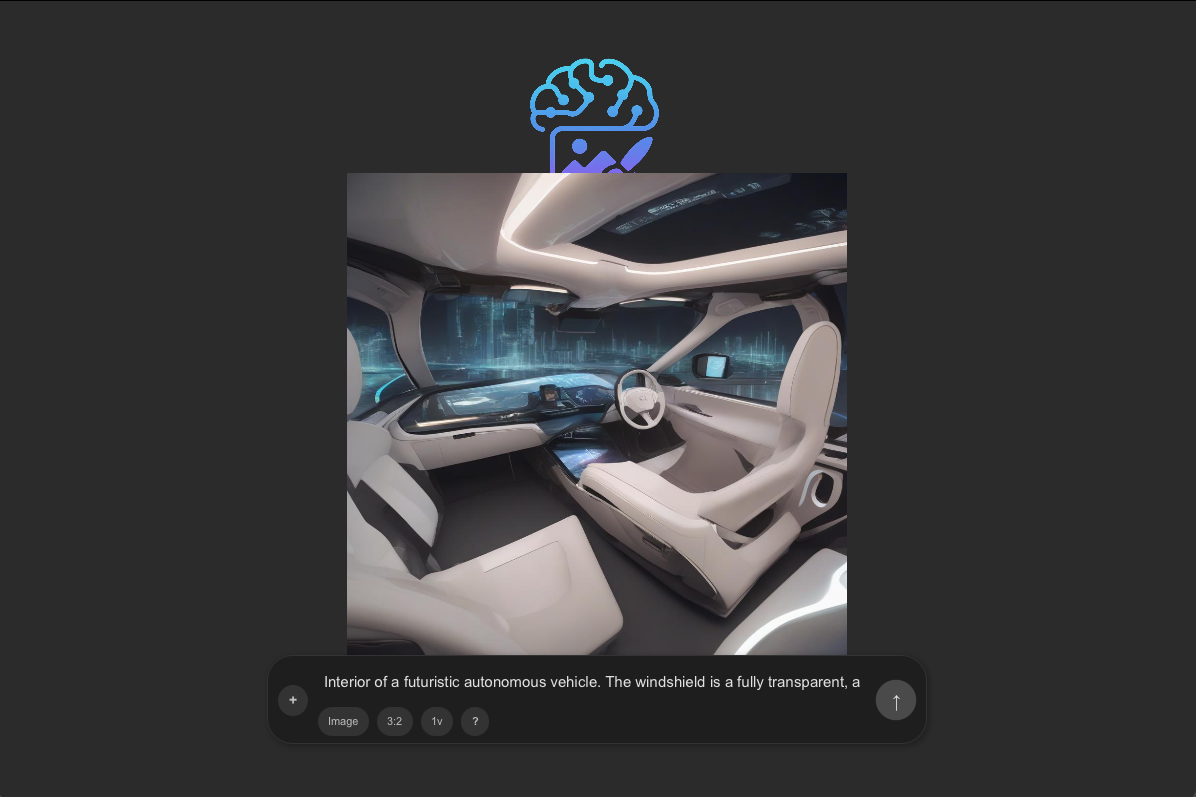 Interior of a futuristic autonomous vehicle. The windshield is a fully transparent, a
+
↑
Image
3:2
1v
?